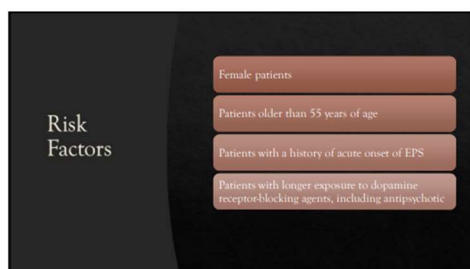 Risk
Factors
Female patients
Patients older than 55 years of age
Patients with a history of acute onset of EPS
Patients with longer exposure to dopamine
receptor-blocking agents, including antipsychotic